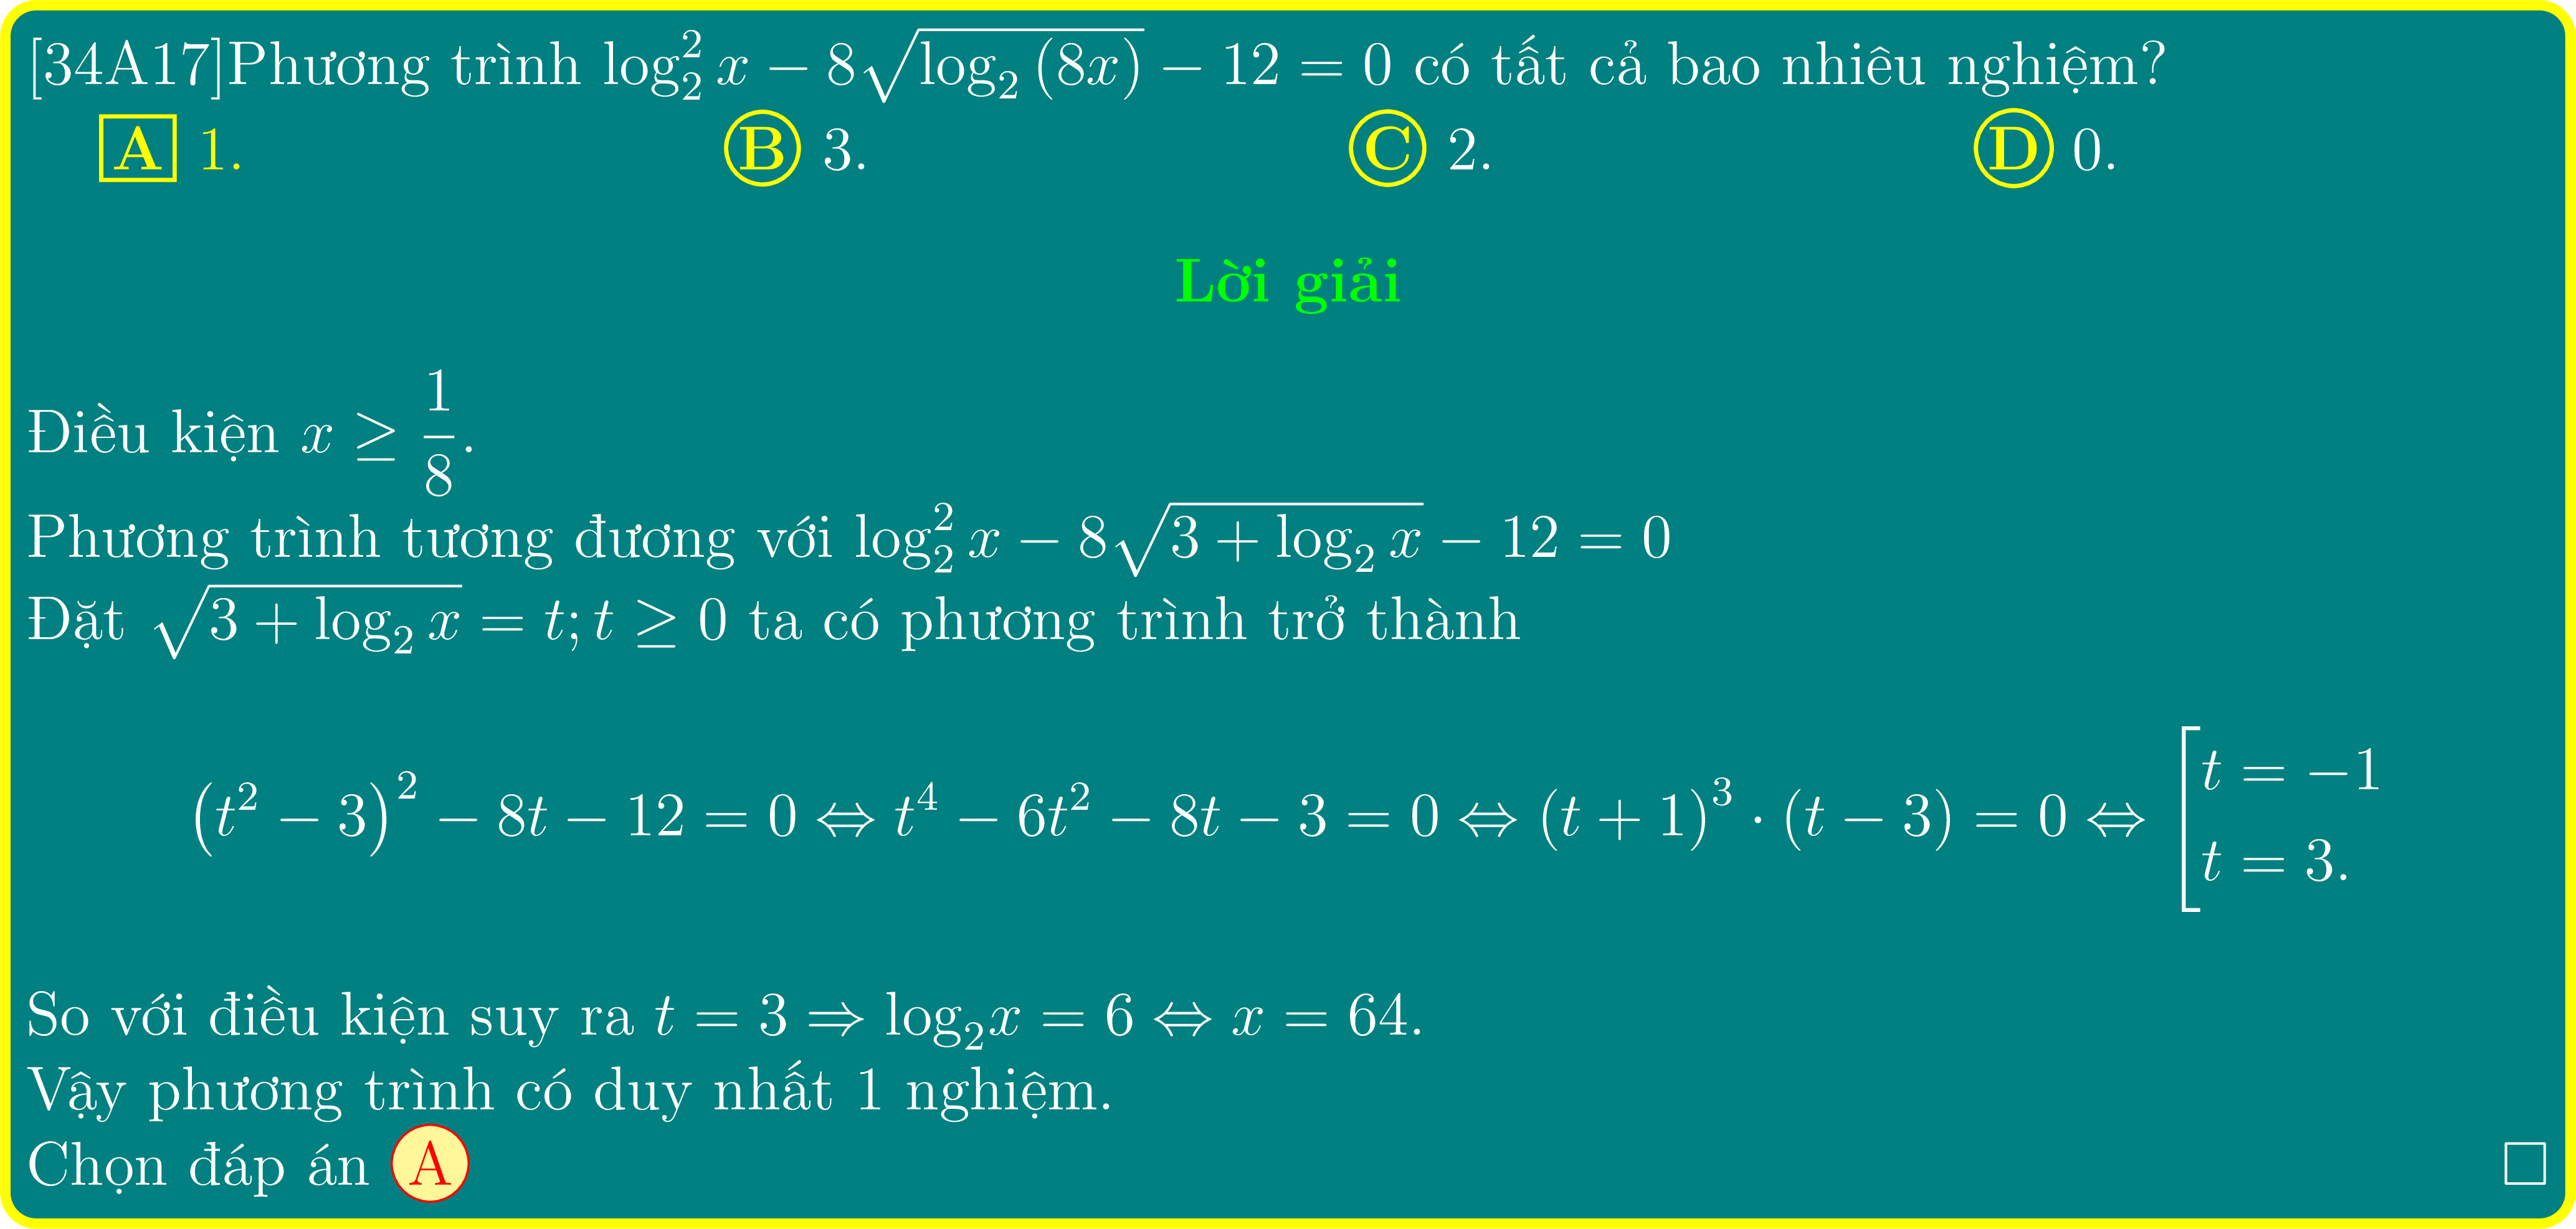 [34A17]Phương trình $\log_2^2 x - 8\sqrt{\log_2 (8x)} - 12 = 0$ có tất cả bao nhiêu nghiệm?
A 1. B 3. C 2. D 0.
Lời giải
Điều kiện $x \geq \dfrac{1}{8}$.
Phương trình tương đương với $\log_2^2 x - 8\sqrt{3 + \log_2 x} - 12 = 0$
Đặt $\sqrt{3 + \log_2 x} = t; t \geq 0$ ta có phương trình trở thành
$\left(t^2 - 3\right)^2 - 8t - 12 = 0 \Leftrightarrow t^4 - 6t^2 - 8t - 3 = 0 \Leftrightarrow (t + 1)^3 \cdot (t - 3) = 0 \Leftrightarrow \left[\begin{array}{l} t = -1 \\ t = 3. \end{array}\right.$
So với điều kiện suy ra $t = 3 \Rightarrow \log_2 x = 6 \Leftrightarrow x = 64$.
Vậy phương trình có duy nhất 1 nghiệm.
Chọn đáp án A □